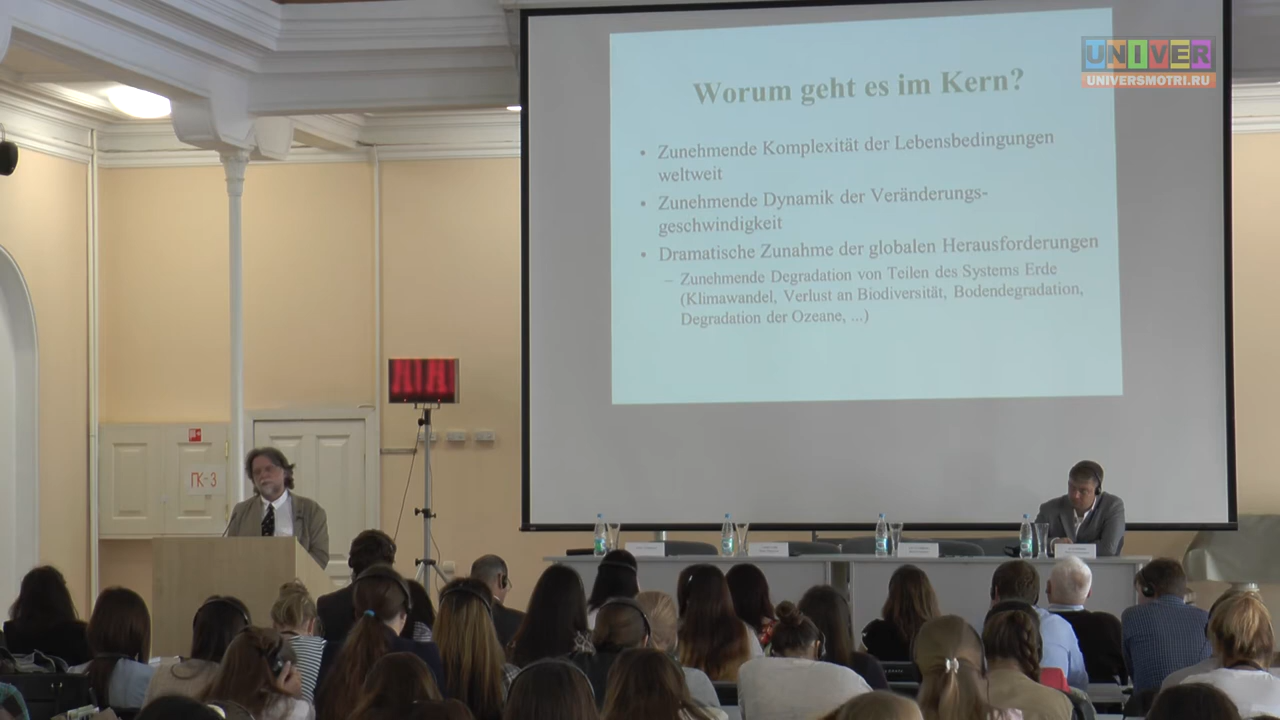 UNIVER
UNIVERSMOTRI.RU
Worum geht es im Kern?
• Zunehmende Komplexität der Lebensbedingungen
weltweit
• Zunehmende Dynamik der Veränderungs-
geschwindigkeit
• Dramatische Zunahme der globalen Herausforderungen
– Zunehmende Degradation von Teilen des Systems Erde
(Klimawandel, Verlust an Biodiversität, Bodendegradation,
Degradation der Ozeane, ...)
ПК-3